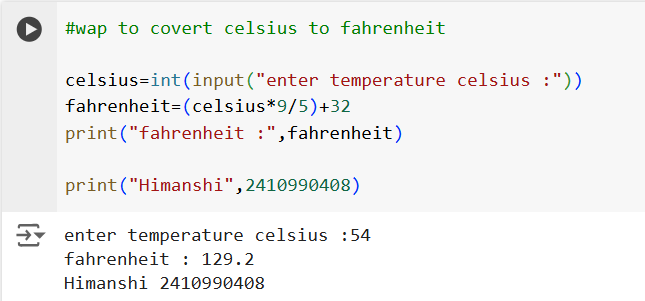 #wap to covert celsius to fahrenheit
celsius=int(input("enter temperature celsius :"))
fahrenheit=(celsius*9/5)+32
print("fahrenheit :",fahrenheit)
print("Himanshi",2410990408)
enter temperature celsius :54
fahrenheit : 129.2
Himanshi 2410990408